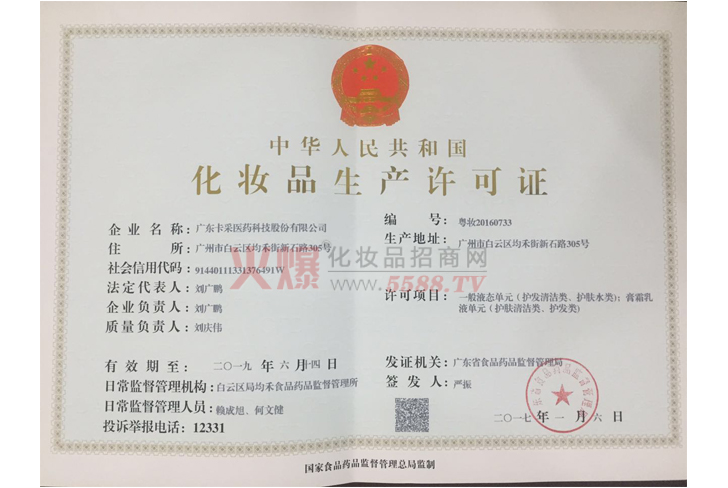 中华人民共和国
化妆品生产许可证
企业名称：广东卡采医药科技股份有限公司
住所：广州市白云区均禾街新石路305号
社会信用代码：91440111331376491W
法定代表人：刘广鹏
企业负责人：刘广鹏
质量负责人：刘庆伟
编号：粤妆20160733
生产地址：广州市白云区均禾街新石路305号
许可项目：一般液态单元（护发清洁类、护肤水类）；膏霜乳
液单元（护肤清洁类、护发类）
火爆化妆品招商网
www.5588.TV
有效期至：二〇一九年六月十四日
日常监督管理机构：白云区局均禾食品药品监督管理所
日常监督管理人员：赖成旭、何文健
投诉举报电话：12331
发证机关：广东省食品药品监督管理局
签发人：严振
二〇一七年一月六日
国家食品药品监督管理总局监制